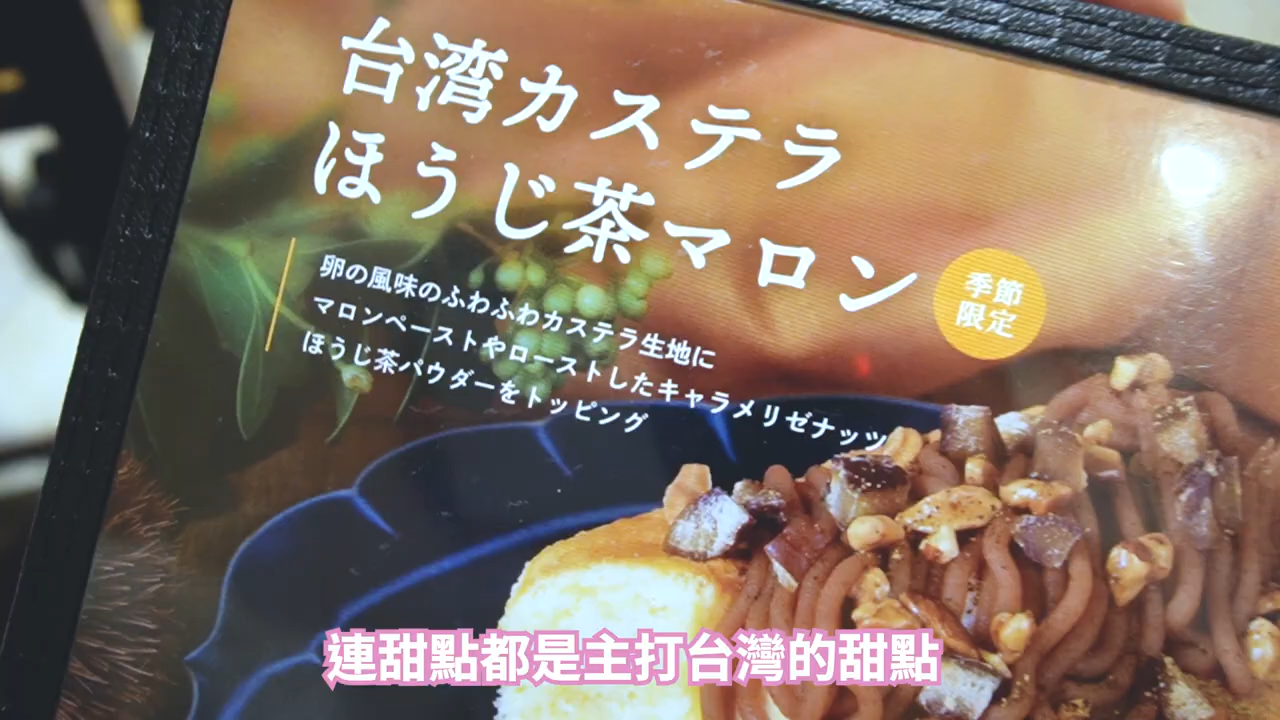 台湾カステラ
ほうじ茶マロン
季節
限定
卵の風味のふわふわカステラ生地に
マロンペーストやローストしたキャラメリゼナッツ
ほうじ茶パウダーをトッピング
連甜點都是主打台灣的甜點